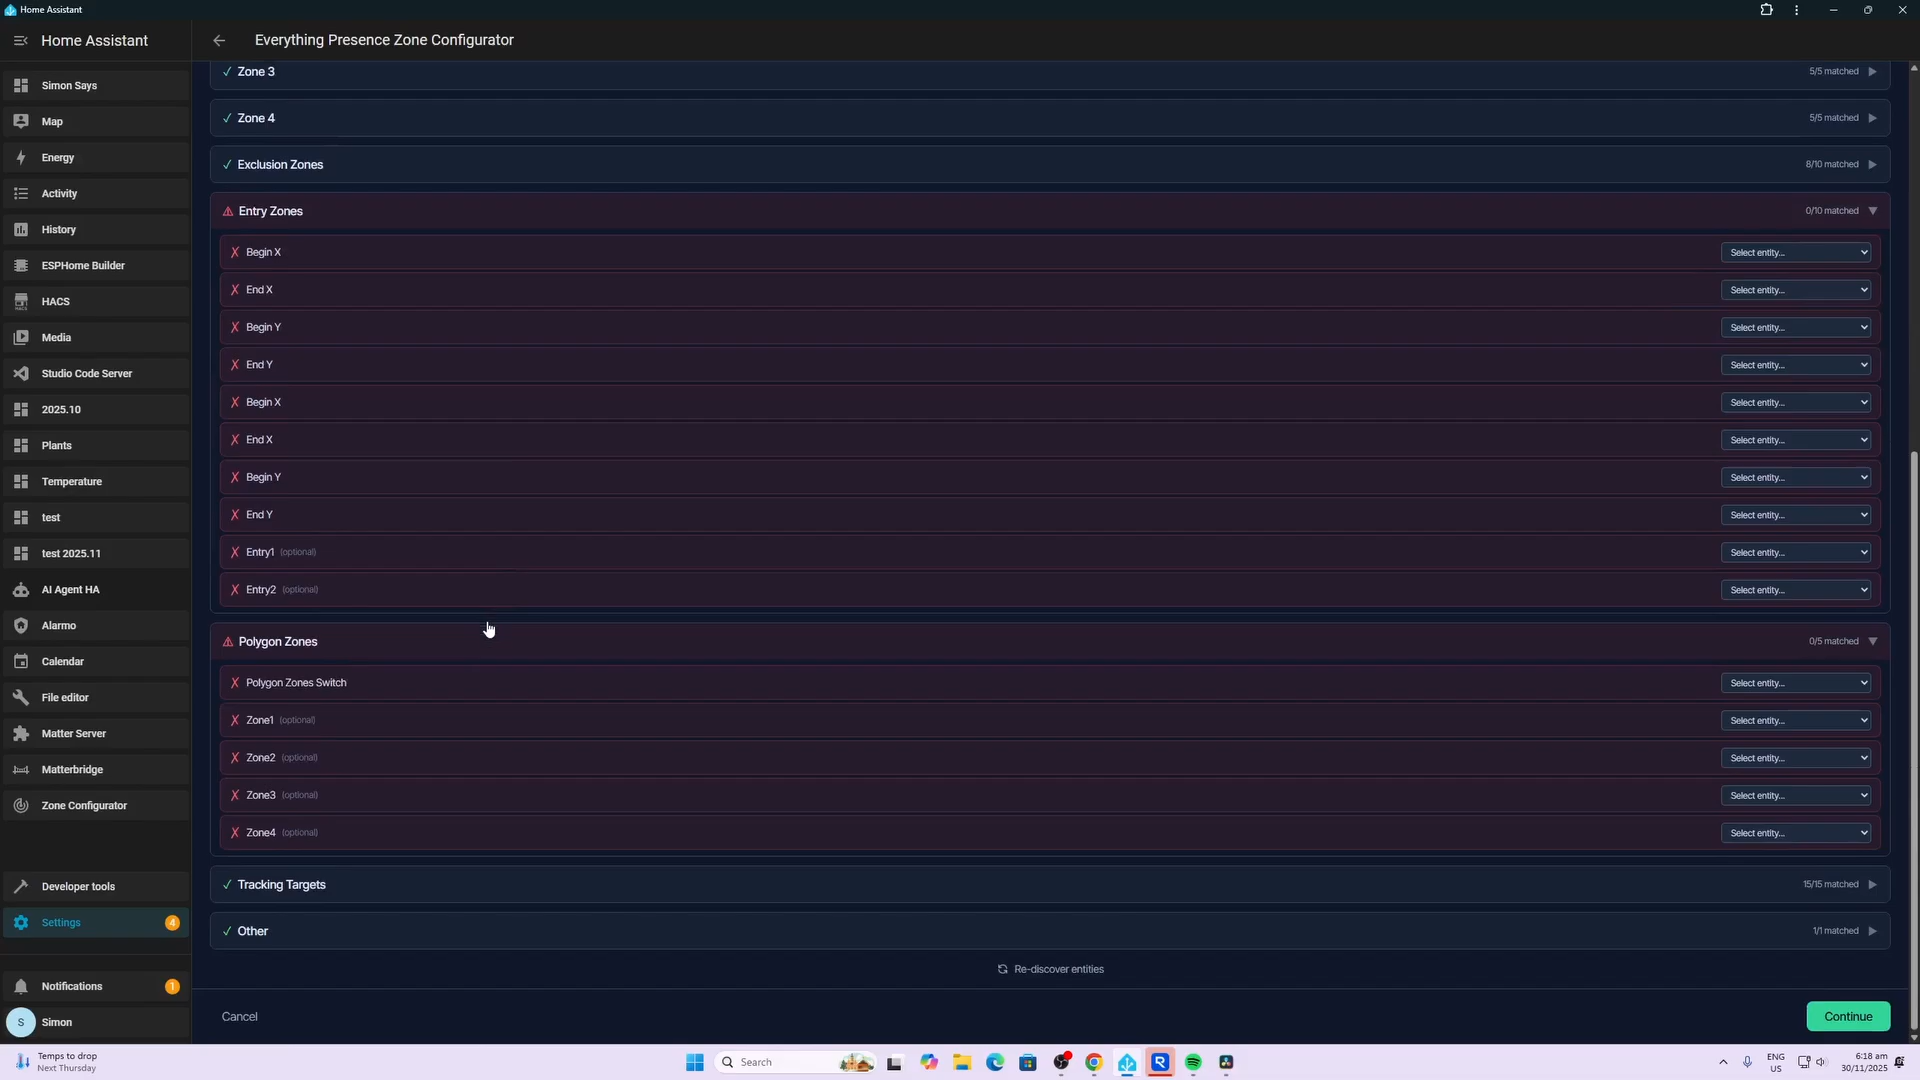 Home Assistant
Home Assistant
Everything Presence Zone Configurator
Simon Says
Map
Energy
Activity
History
ESPHome Builder
HACS
Media
Studio Code Server
2025.10
Plants
Temperature
test
test 2025.11
AI Agent HA
Alarmo
Calendar
File editor
Matter Server
Matterbridge
Zone Configurator
Developer tools
Settings 4
Notifications 1
S Simon
✓ Zone 3 5/5 matched
✓ Zone 4 5/5 matched
✓ Exclusion Zones 8/10 matched
Entry Zones 0/10 matched
X Begin X Select entity...
X End X Select entity...
X Begin Y Select entity...
X End Y Select entity...
X Begin X Select entity...
X End X Select entity...
X Begin Y Select entity...
X End Y Select entity...
X Entry1 (optional) Select entity...
X Entry2 (optional) Select entity...
Polygon Zones 0/5 matched
X Polygon Zones Switch Select entity...
X Zone1 (optional) Select entity...
X Zone2 (optional) Select entity...
X Zone3 (optional) Select entity...
X Zone4 (optional) Select entity...
✓ Tracking Targets 15/15 matched
✓ Other 1/1 matched
Re-discover entities
Cancel
Continue
Temps to drop
Next Thursday
Search
ENG
US
6:18 am
30/11/2025